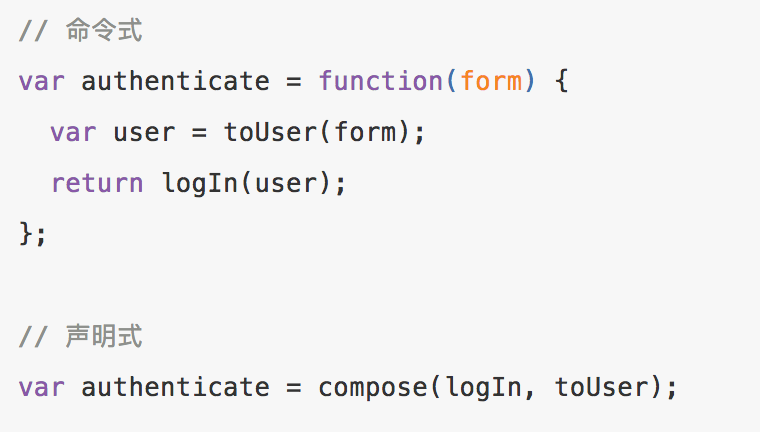 // 命令式
var authenticate = function(form) {
  var user = toUser(form);
  return logIn(user);
};
// 声明式
var authenticate = compose(logIn, toUser);